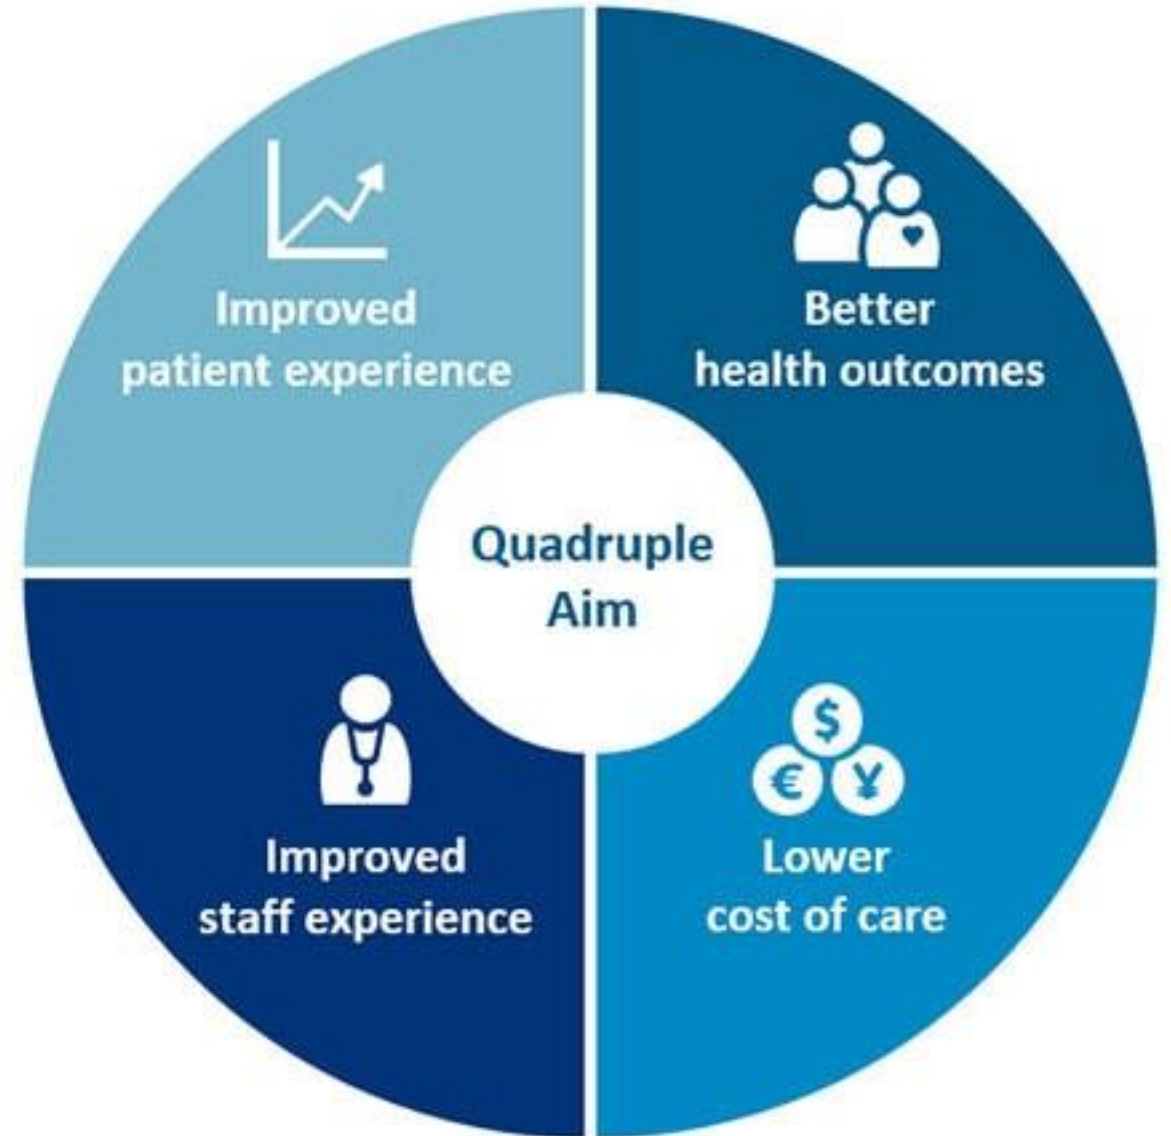 Improved
patient experience
Better
health outcomes
Quadruple
Aim
Improved
staff experience
$
€ ¥
Lower
cost of care